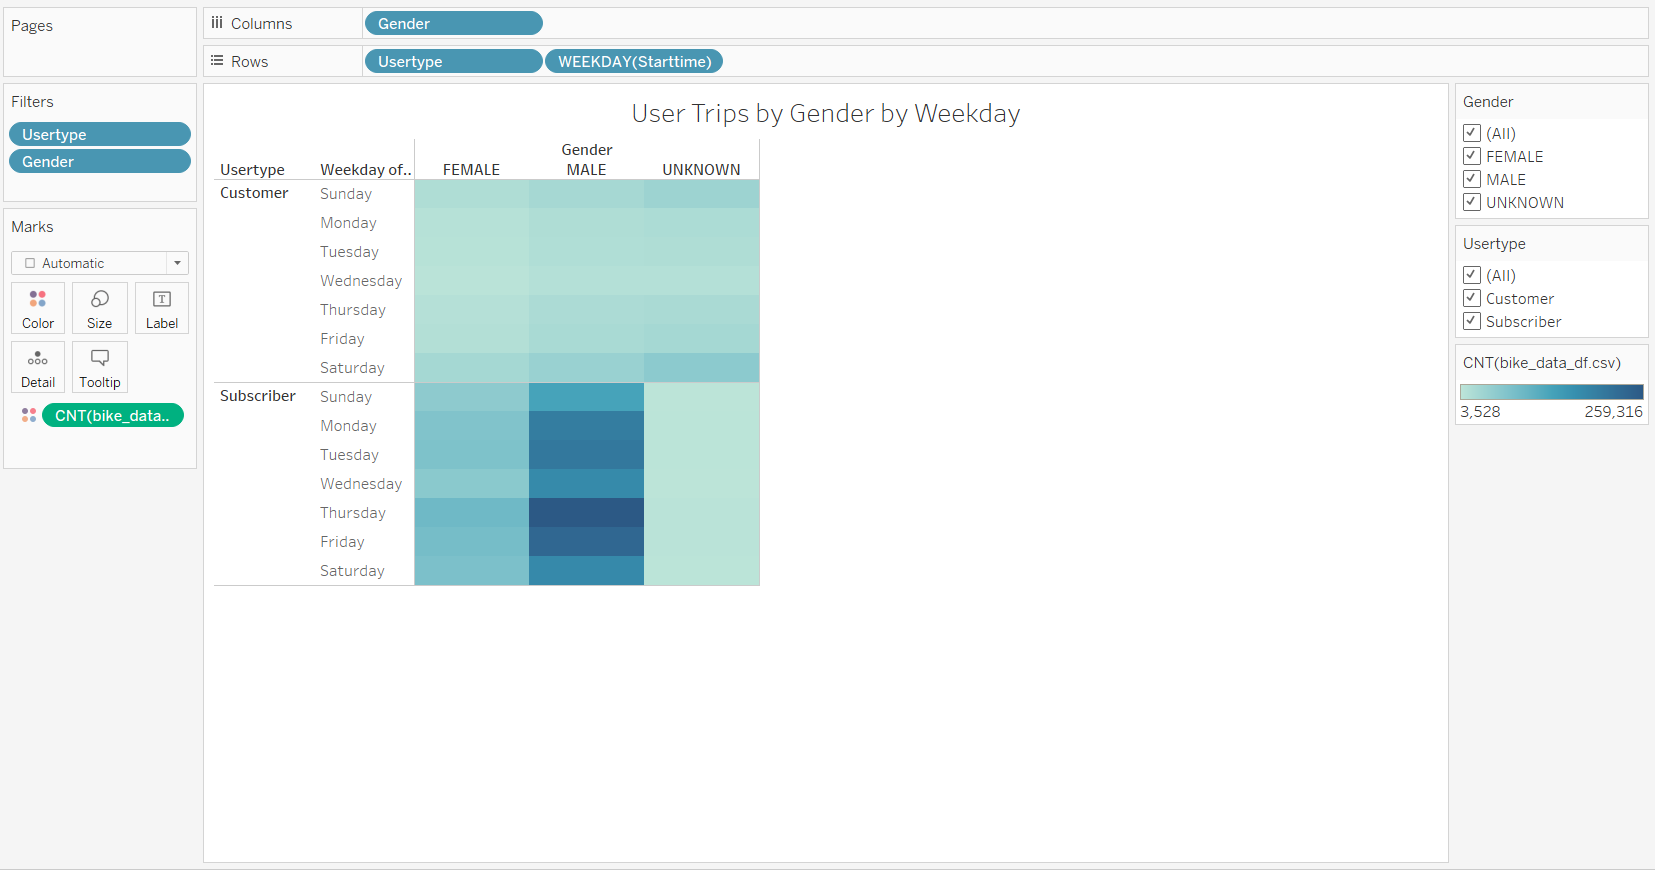 Pages
Columns
Gender
Rows
Usertype
WEEKDAY(Starttime)
Filters
Usertype
Gender
Marks
Automatic
Color
Size
Label
Detail
Tooltip
CNT(bike_data..
User Trips by Gender by Weekday
Gender
Usertype
Weekday of..
FEMALE
MALE
UNKNOWN
Customer
Sunday
Monday
Tuesday
Wednesday
Thursday
Friday
Saturday
Subscriber
Sunday
Monday
Tuesday
Wednesday
Thursday
Friday
Saturday
Gender
(All)
FEMALE
MALE
UNKNOWN
Usertype
(All)
Customer
Subscriber
CNT(bike_data_df.csv)
3,528
259,316